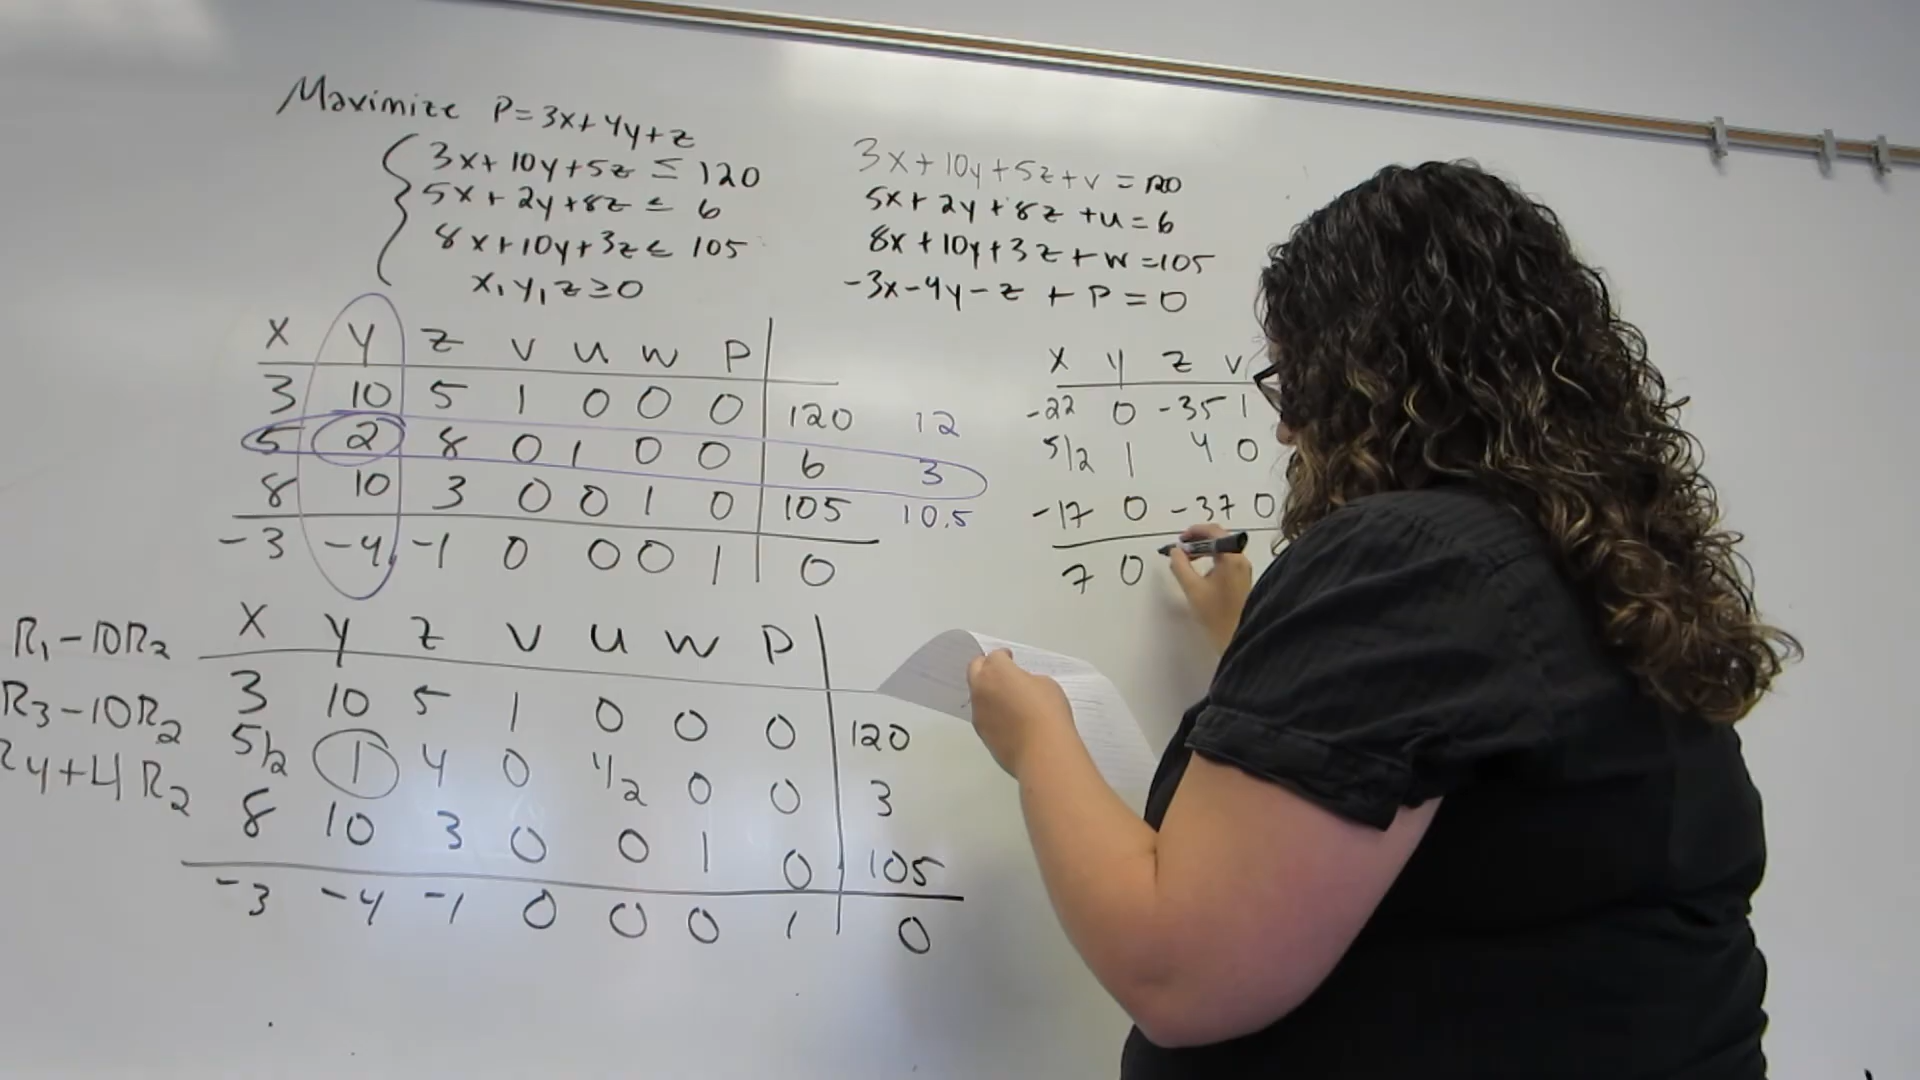 Maximize P=3x+4y+z
3x+10y+5z ≤ 120
5x+2y+8z ≤ 6
8x+10y+3z ≤ 105
x,y,z≥0
3x+10y+5z+v=120
5x+2y+8z+u=6
8x+10y+3z+w=105
-3x-4y-z+P=0
x y z v u w P
3 10 5 1 0 0 0 120 12
5 2 8 0 1 0 0 6 3
8 10 3 0 0 1 0 105 10.5
-3 -4 -1 0 0 0 1 0
x y z v
-22 0 -35 1
5/2 1 4 0
-17 0 -37 0
7 0
R1-10R2
R3-10R2
R4+4R2
x y z v u w P
3 10 5 1 0 0 0 120
5/2 1 4 0 1/2 0 0 3
8 10 3 0 0 1 0 105
-3 -4 -1 0 0 0 1 0